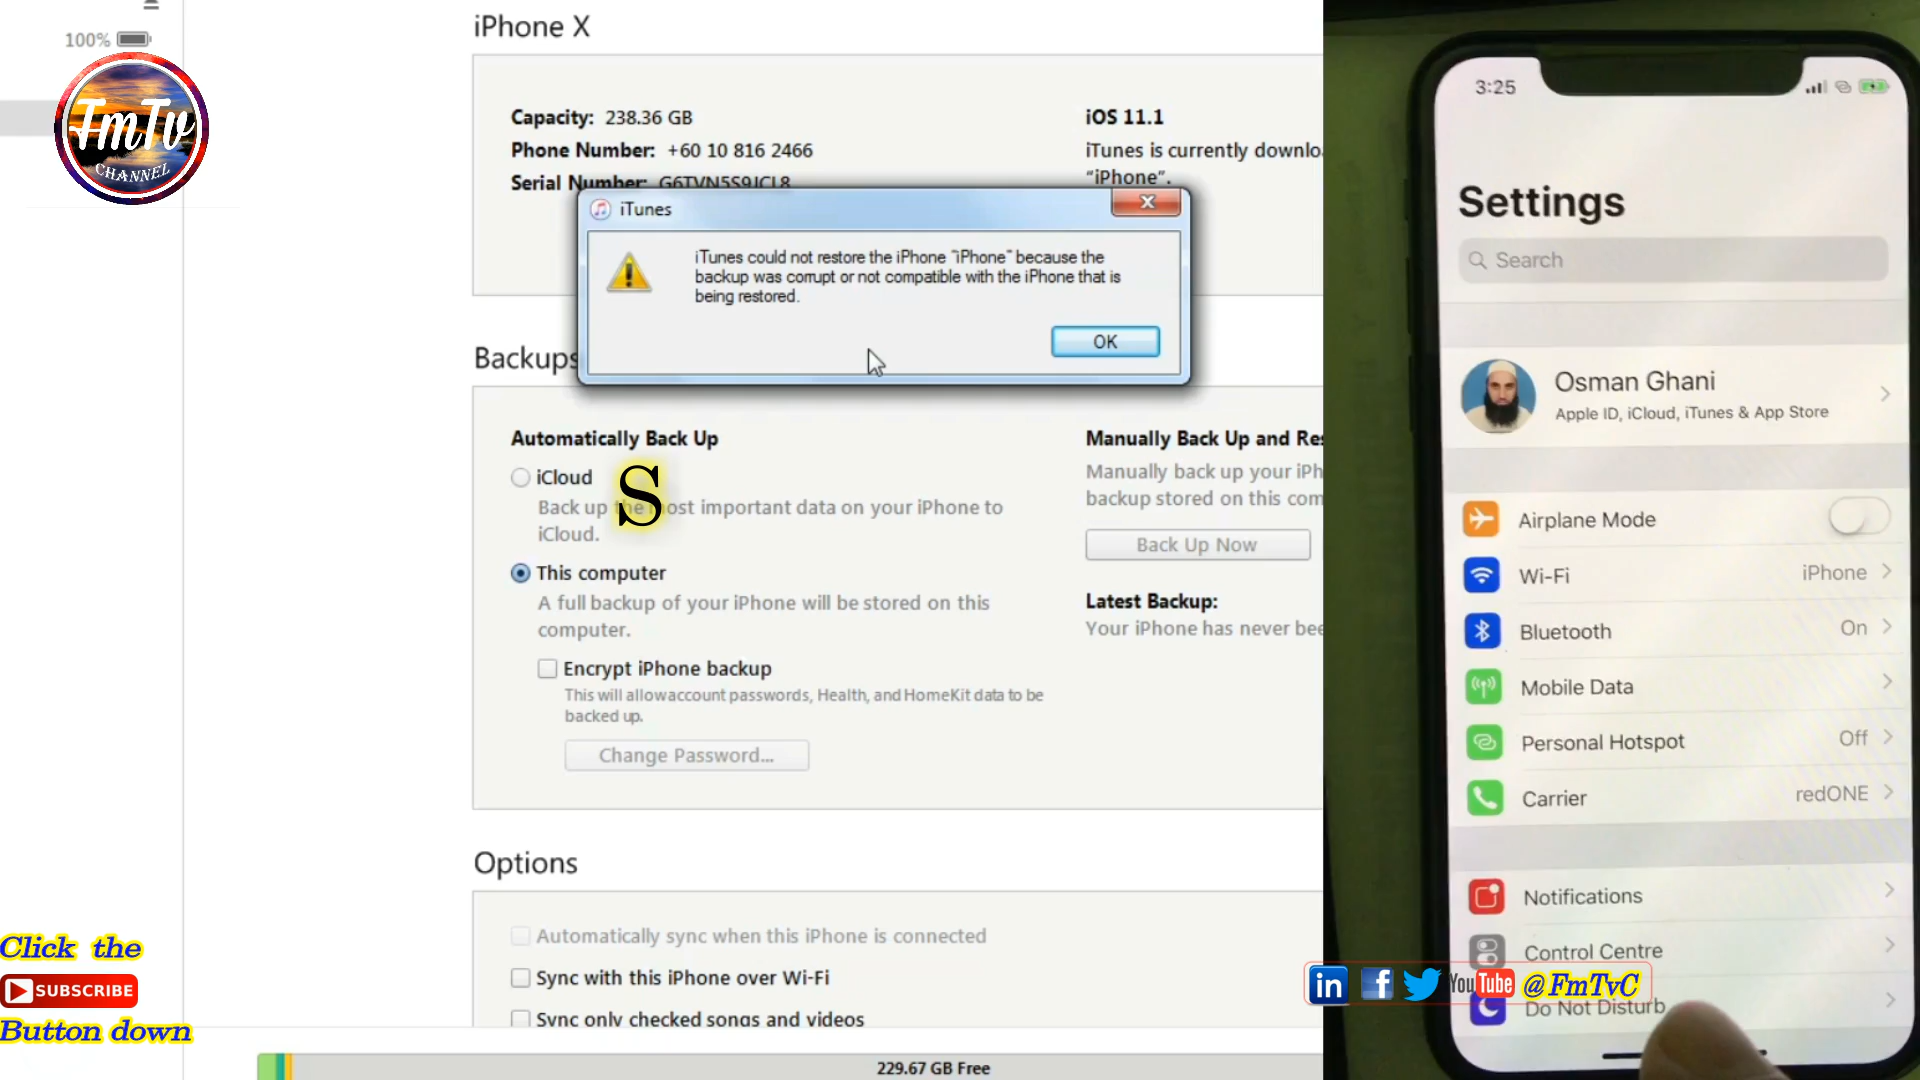 100%
FmTv
CHANNEL
iPhone X
Capacity: 238.36 GB
Phone Number: +60 10 816 2466
Serial Number: G6TVN5S9JCL8
iOS 11.1
iTunes is currently downlo
“iPhone”.
iTunes
iTunes could not restore the iPhone “iPhone” because the
backup was corrupt or not compatible with the iPhone that is
being restored.
OK
Backups
Automatically Back Up
iCloud
S
Back up the most important data on your iPhone to
iCloud.
This computer
A full backup of your iPhone will be stored on this
computer.
Encrypt iPhone backup
This will allow account passwords, Health, and HomeKit data to be
backed up.
Change Password...
Manually Back Up and Res
Manually back up your iPh
backup stored on this com
Back Up Now
Latest Backup:
Your iPhone has never bee
Options
Automatically sync when this iPhone is connected
Sync with this iPhone over Wi-Fi
Sync only checked songs and videos
229.67 GB Free
Click the
SUBSCRIBE
Button down
3:25
Settings
Search
Osman Ghani
Apple ID, iCloud, iTunes & App Store
Airplane Mode
Wi-Fi iPhone
Bluetooth On
Mobile Data
Personal Hotspot Off
Carrier redONE
Notifications
Control Centre
Do Not Disturb
in f YouTube @FmTvC